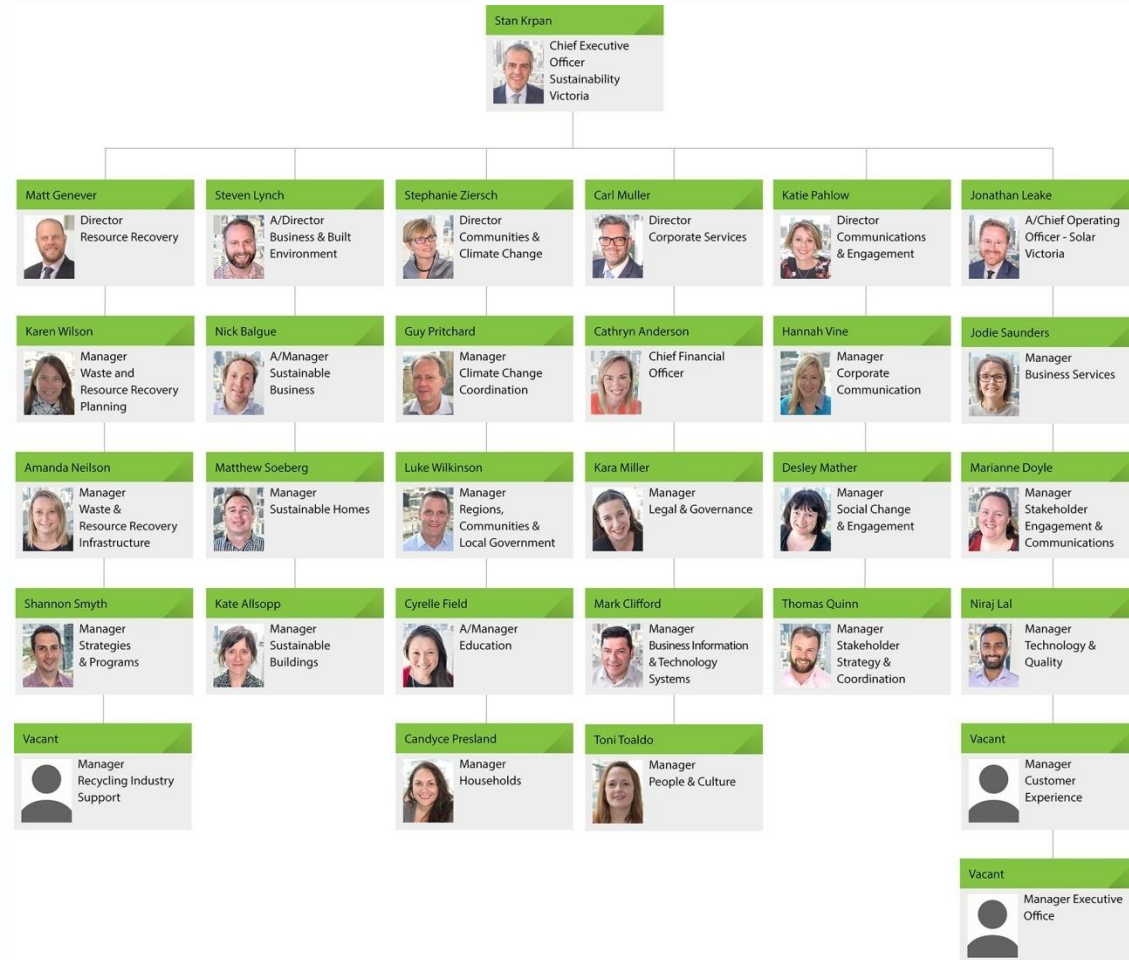 Stan Krpan
Chief Executive
Officer
Sustainability
Victoria
Matt Genever
Director
Resource Recovery
Steven Lynch
A/Director
Business & Built
Environment
Stephanie Ziersch
Director
Communities &
Climate Change
Carl Muller
Director
Corporate Services
Katie Pahlow
Director
Communications
& Engagement
Jonathan Leake
A/Chief Operating
Officer - Solar
Victoria
Karen Wilson
Manager
Waste and
Resource Recovery
Planning
Nick Balgue
A/Manager
Sustainable
Business
Guy Pritchard
Manager
Climate Change
Coordination
Cathryn Anderson
Chief Financial
Officer
Hannah Vine
Manager
Corporate
Communication
Jodie Saunders
Manager
Business Services
Amanda Neilson
Manager
Waste &
Resource Recovery
Infrastructure
Matthew Soeberg
Manager
Sustainable Homes
Luke Wilkinson
Manager
Regions,
Communities &
Local Government
Kara Miller
Manager
Legal & Governance
Desley Mather
Manager
Social Change
& Engagement
Marianne Doyle
Manager
Stakeholder
Engagement &
Communications
Shannon Smyth
Manager
Strategies
& Programs
Kate Allsopp
Manager
Sustainable
Buildings
Cyrelle Field
A/Manager
Education
Mark Clifford
Manager
Business Information
& Technology
Systems
Thomas Quinn
Manager
Stakeholder
Strategy &
Coordination
Niraj Lal
Manager
Technology &
Quality
Vacant
Manager
Recycling Industry
Support
Candyce Presland
Manager
Households
Toni Toaldo
Manager
People & Culture
Vacant
Manager
Customer
Experience
Vacant
Manager Executive
Office